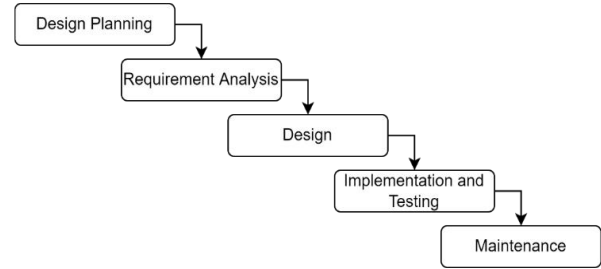 Design Planning
Requirement Analysis
Design
Implementation and
Testing
Maintenance